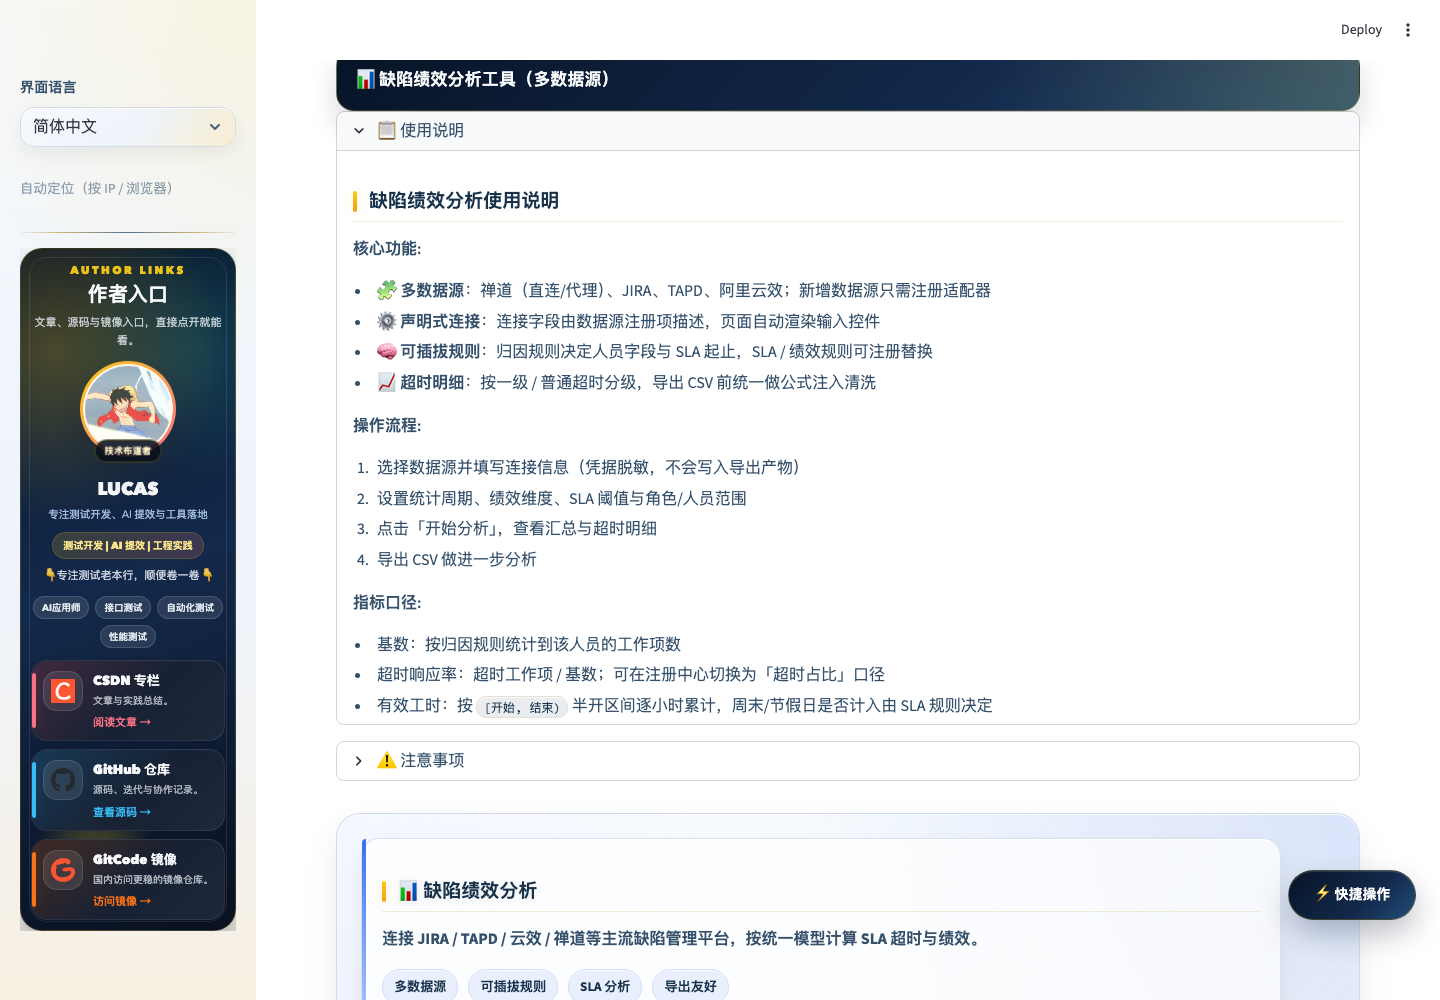 Deploy
界面语言
简体中文
自动定位（按 IP / 浏览器）
AUTHOR LINKS
作者入口
文章、源码与镜像入口，直接点开就能
看。
技术布道者
LUCAS
专注测试开发、AI 提效与工具落地
测试开发 | AI 提效 | 工程实践
👇专注测试老本行，顺便卷一卷👇
AI应用师
接口测试
自动化测试
性能测试
CSDN 专栏
文章与实践总结。
阅读文章 →
GitHub 仓库
源码、迭代与协作记录。
查看源码 →
GitCode 镜像
国内访问更稳的镜像仓库。
访问镜像 →
📊 缺陷绩效分析工具（多数据源）
📋 使用说明
缺陷绩效分析使用说明
核心功能:
• 🧩 多数据源：禅道（直连/代理）、JIRA、TAPD、阿里云效；新增数据源只需注册适配器
• ⚙️ 声明式连接：连接字段由数据源注册项描述，页面自动渲染输入控件
• 🧠 可插拔规则：归因规则决定人员字段与 SLA 起止，SLA / 绩效规则可注册替换
• 📈 超时明细：按一级 / 普通超时分级，导出 CSV 前统一做公式注入清洗
操作流程:
1. 选择数据源并填写连接信息（凭据脱敏，不会写入导出产物）
2. 设置统计周期、绩效维度、SLA 阈值与角色/人员范围
3. 点击「开始分析」，查看汇总与超时明细
4. 导出 CSV 做进一步分析
指标口径:
• 基数：按归因规则统计到该人员的工作项数
• 超时响应率：超时工作项 / 基数；可在注册中心切换为「超时占比」口径
• 有效工时：按 [开始, 结束) 半开区间逐小时累计，周末/节假日是否计入由 SLA 规则决定
⚠️ 注意事项
📊 缺陷绩效分析
连接 JIRA / TAPD / 云效 / 禅道等主流缺陷管理平台，按统一模型计算 SLA 超时与绩效。
多数据源
可插拔规则
SLA 分析
导出友好
⚡ 快捷操作